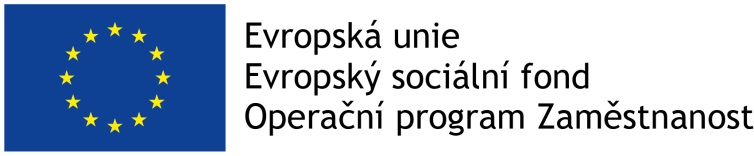 Evropská unie
Evropský sociální fond
Operační program Zaměstnanost